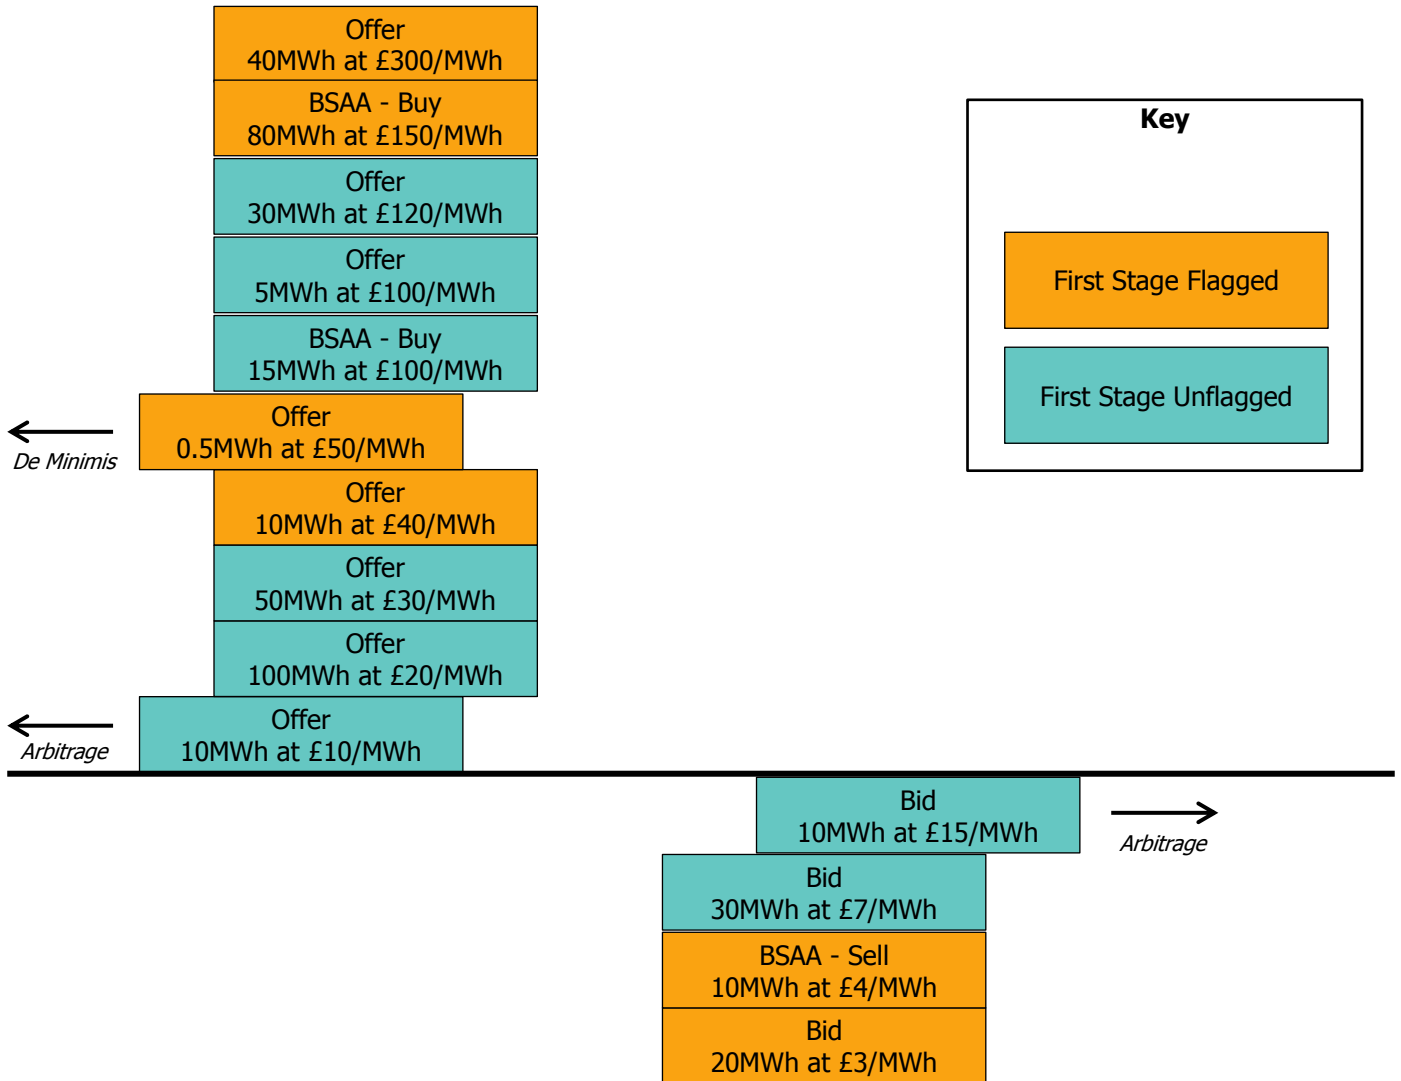 Offer
40MWh at £300/MWh
BSAA - Buy
80MWh at £150/MWh
Offer
30MWh at £120/MWh
Offer
5MWh at £100/MWh
BSAA - Buy
15MWh at £100/MWh
Offer
0.5MWh at £50/MWh
De Minimis
Offer
10MWh at £40/MWh
Offer
50MWh at £30/MWh
Offer
100MWh at £20/MWh
Offer
10MWh at £10/MWh
Arbitrage
Key
First Stage Flagged
First Stage Unflagged
Bid
10MWh at £15/MWh
Arbitrage
Bid
30MWh at £7/MWh
BSAA - Sell
10MWh at £4/MWh
Bid
20MWh at £3/MWh